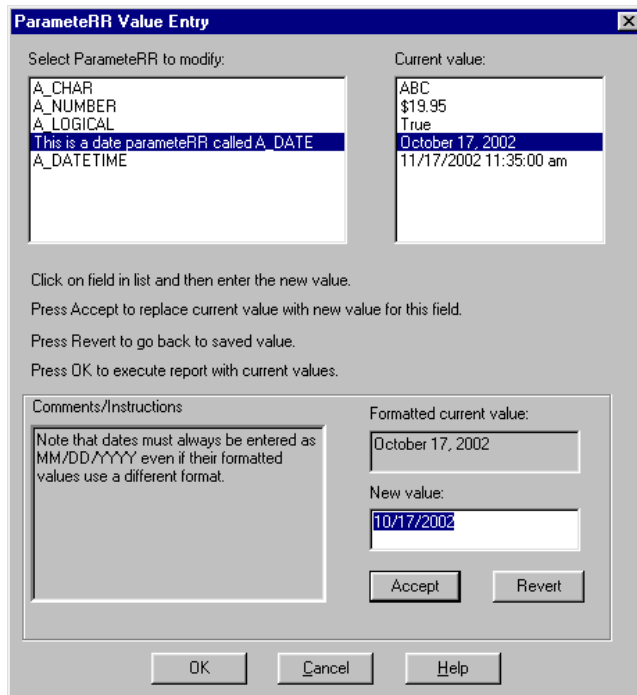 ParameteRR Value Entry
Select ParameteRR to modify:
A_CHAR
A_NUMBER
A_LOGICAL
This is a date parameteRR called A_DATE
A_DATETIME
Current value:
ABC
$19.95
True
October 17, 2002
11/17/2002 11:35:00 am
Click on field in list and then enter the new value.
Press Accept to replace current value with new value for this field.
Press Revert to go back to saved value.
Press OK to execute report with current values.
Comments/Instructions
Note that dates must always be entered as
MM/DD/YYYY even if their formatted
values use a different format.
Formatted current value:
October 17, 2002
New value:
10/17/2002
Accept
Revert
OK
Cancel
Help